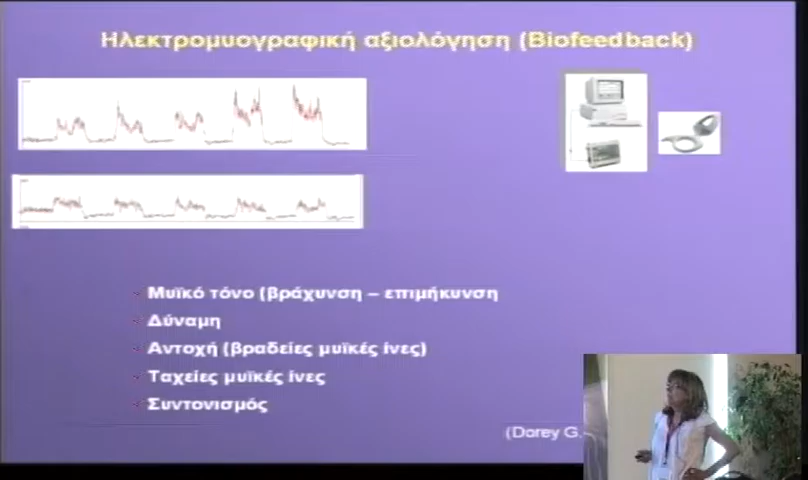 Ηλεκτρομυογραφική αξιολόγηση (Biofeedback)
Μυϊκό τόνο (βράχυνση – επιμήκυνση
Δύναμη
Αντοχή (βραδείες μυϊκές ίνες)
Ταχείες μυϊκές ίνες
Συντονισμός
(Dorey G.